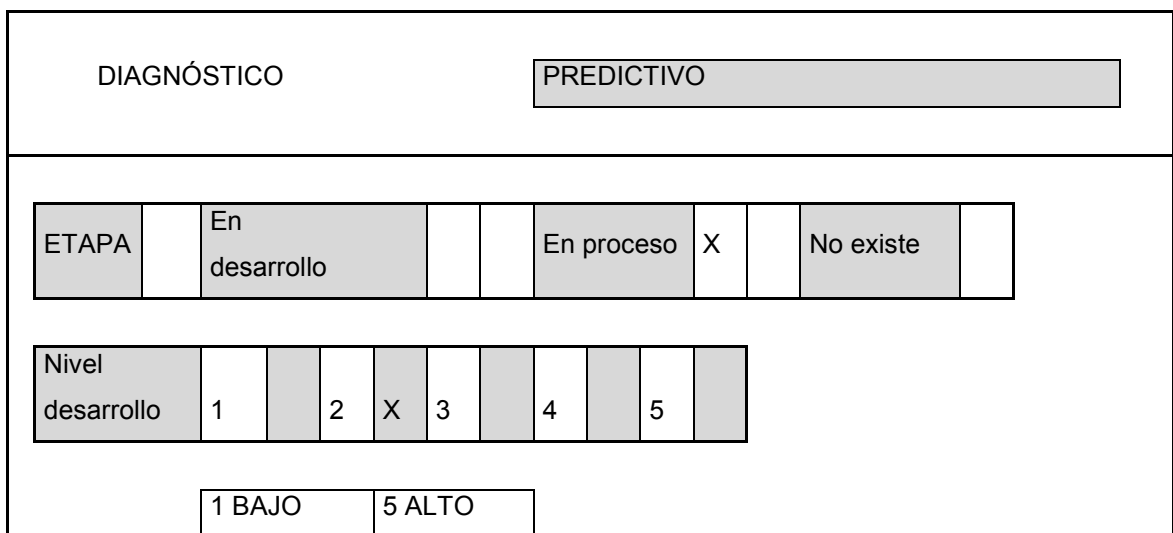 DIAGNÓSTICO PREDICTIVO
ETAPA En desarrollo En proceso X No existe
Nivel desarrollo 1 2 X 3 4 5
1 BAJO 5 ALTO